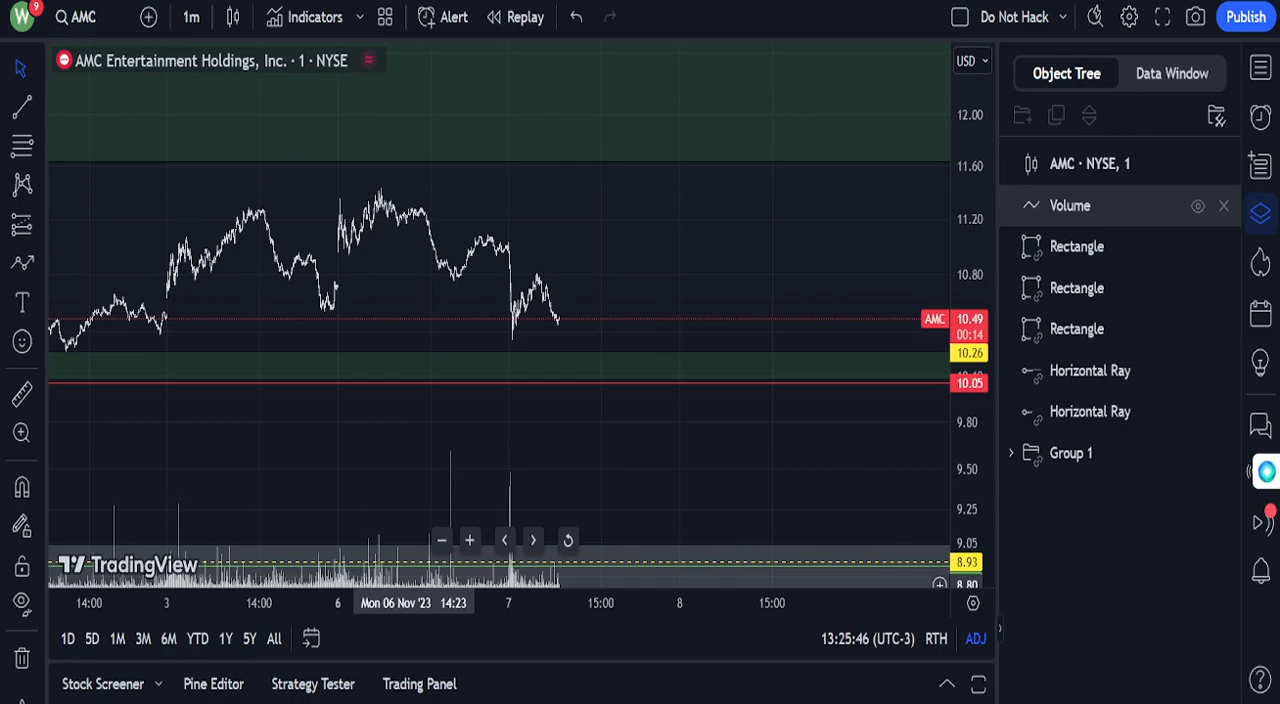 W 9 AMC 1m Indicators Alert Replay Do Not Hack Publish
AMC Entertainment Holdings, Inc. · 1 · NYSE
USD
Object Tree Data Window
12.00
11.60
11.20
10.80
AMC 10.49
00:14
10.26
10.05
9.80
9.50
9.25
9.05
8.93
8.80
AMC · NYSE, 1
Volume
Rectangle
Rectangle
Rectangle
Horizontal Ray
Horizontal Ray
Group 1
TradingView
14:00 3 14:00 6 Mon 06 Nov '23 14:23 7 15:00 8 15:00
1D 5D 1M 3M 6M YTD 1Y 5Y All 13:25:46 (UTC-3) RTH ADJ
Stock Screener Pine Editor Strategy Tester Trading Panel